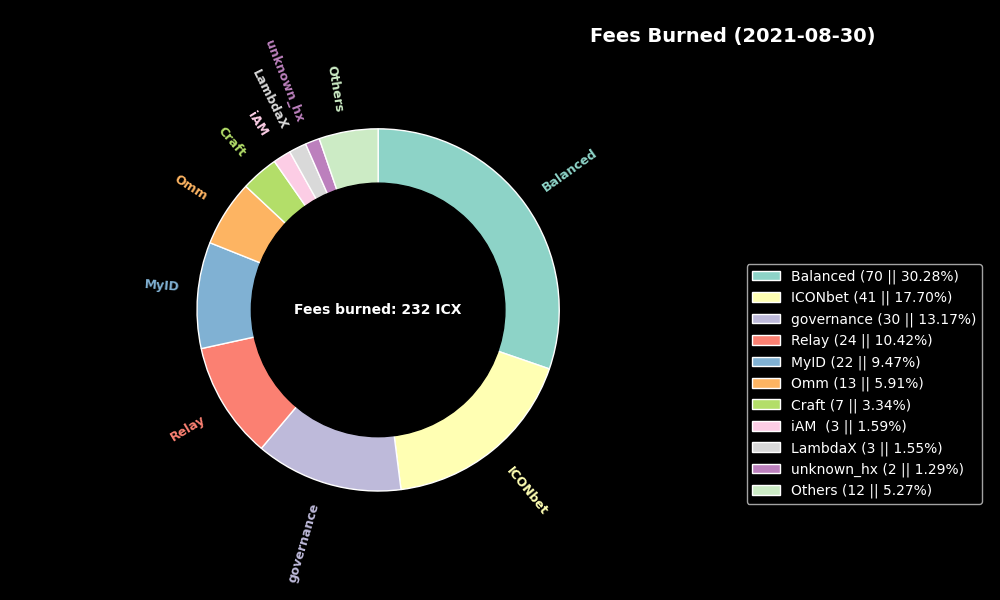 Fees Burned (2021-08-30)
Others
unknown_hx
LambdaX
iAM
Craft
Omm
MyID
Relay
governance
ICONbet
Balanced
Fees burned: 232 ICX
Balanced (70 || 30.28%)
ICONbet (41 || 17.70%)
governance (30 || 13.17%)
Relay (24 || 10.42%)
MyID (22 || 9.47%)
Omm (13 || 5.91%)
Craft (7 || 3.34%)
iAM  (3 || 1.59%)
LambdaX (3 || 1.55%)
unknown_hx (2 || 1.29%)
Others (12 || 5.27%)